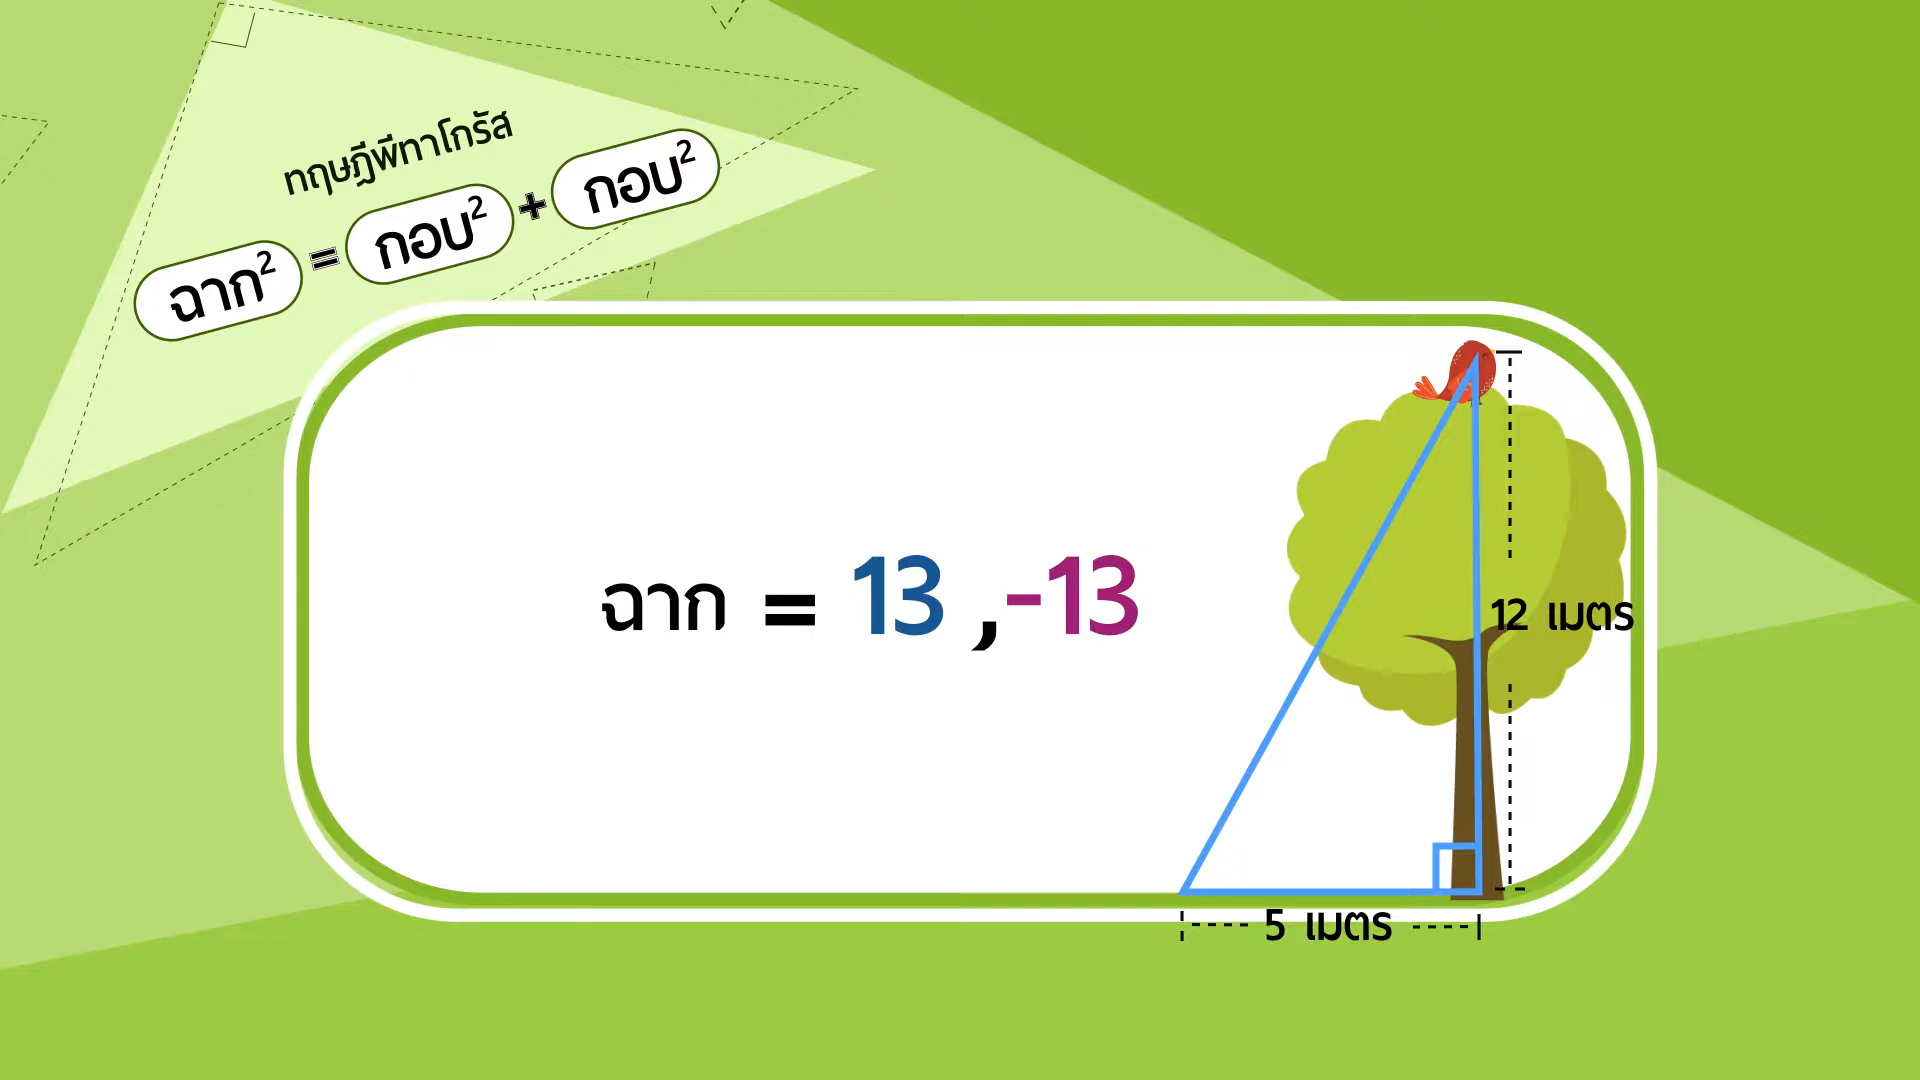 ทฤษฎีพีทาโกรัส
ฉาก² = กอบ² + กอบ²
ฉาก = 13 ,-13
12 เมตร
5 เมตร